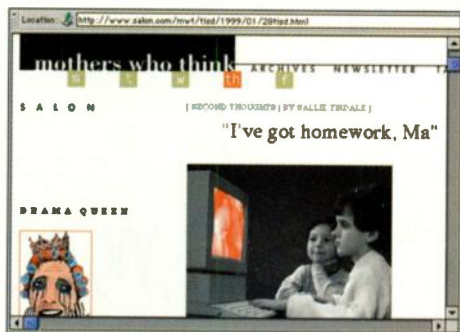 Location: http://www.salon.com/mwt/tisd/1999/01/28tisd.html
mothers who think
ARCHIVES NEWSLETTER TA
s t w th f
SALON
[ SECOND THOUGHTS | BY SALLIE TISDALE ]
"I've got homework, Ma"
DRAMA QUEEN